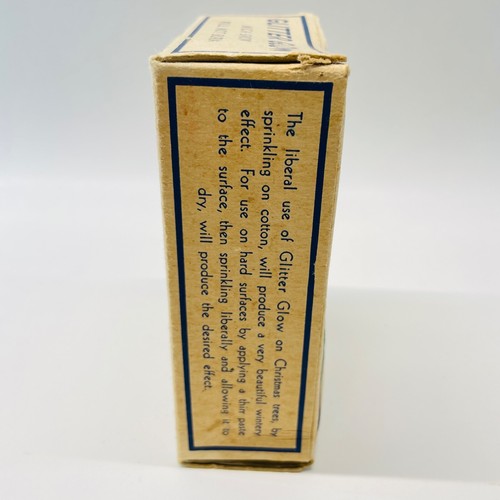 The liberal use of Glitter Glow on Christmas trees, by
sprinkling on cotton, will produce a very beautiful wintery
effect. For use on hard surfaces by applying a thin paste
to the surface, then sprinkling liberally and allowing it to
dry, will produce the desired effect.